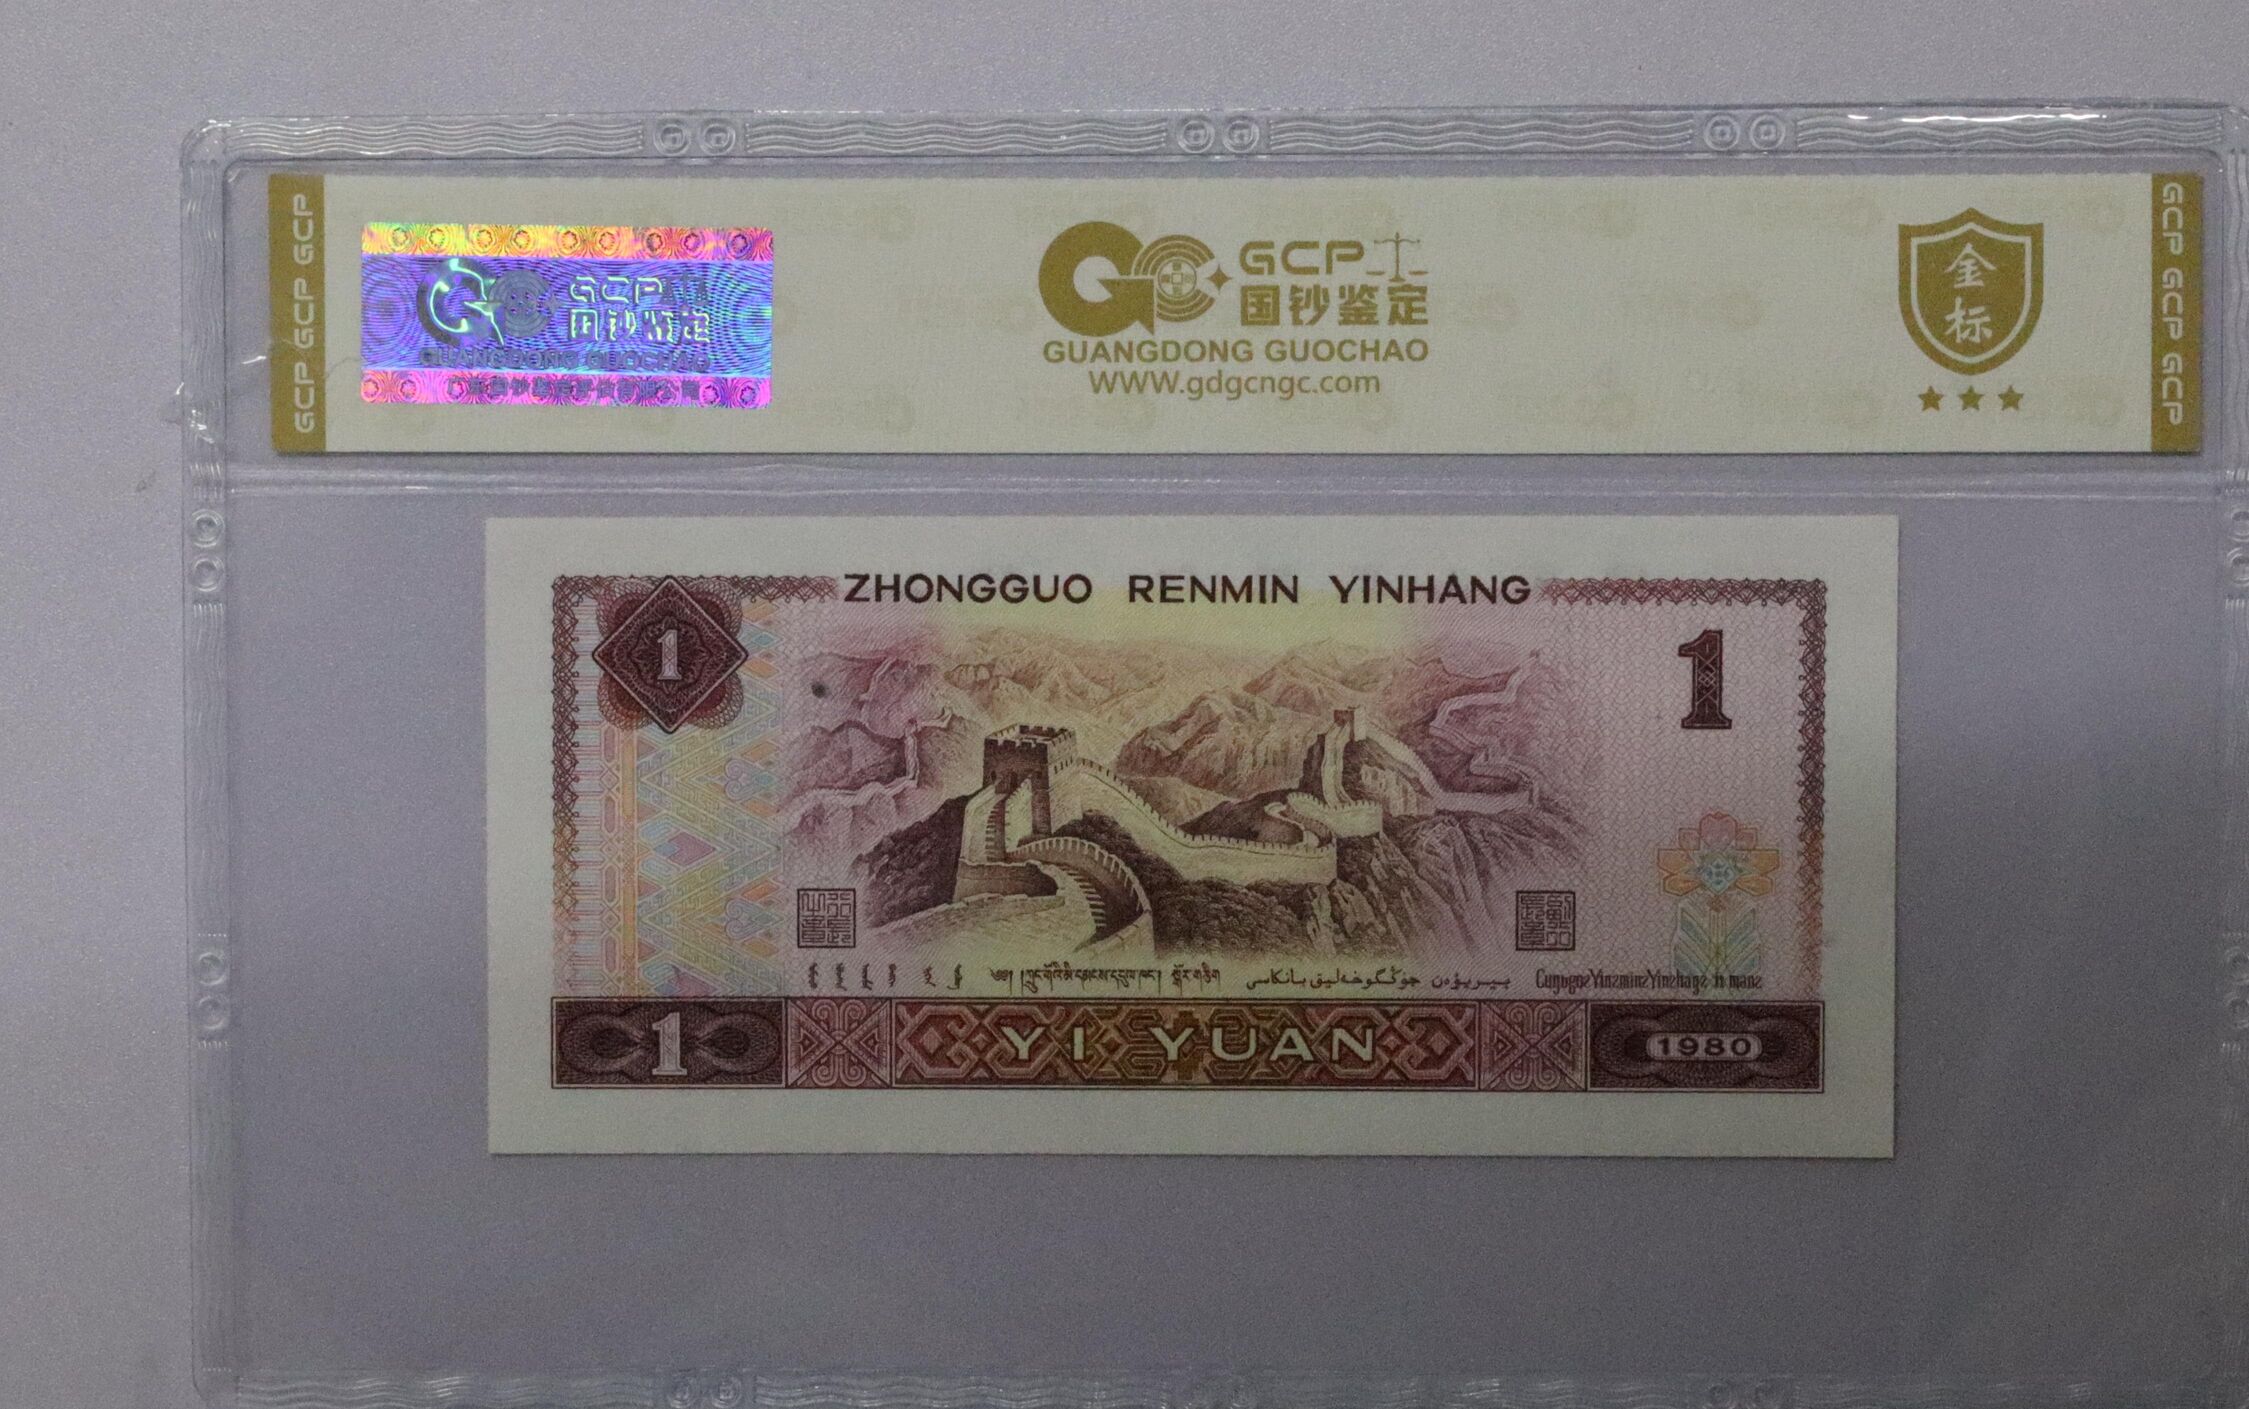 GCP GCP GCP
GCP
国钞鉴定
GUANGDONG GUOCHAO
GCP
国钞鉴定
GUANGDONG GUOCHAO
WWW.gdgcngc.com
金标
GCP GCP GCP
ZHONGGUO RENMIN YINHANG
1
1
1
YI YUAN
1980